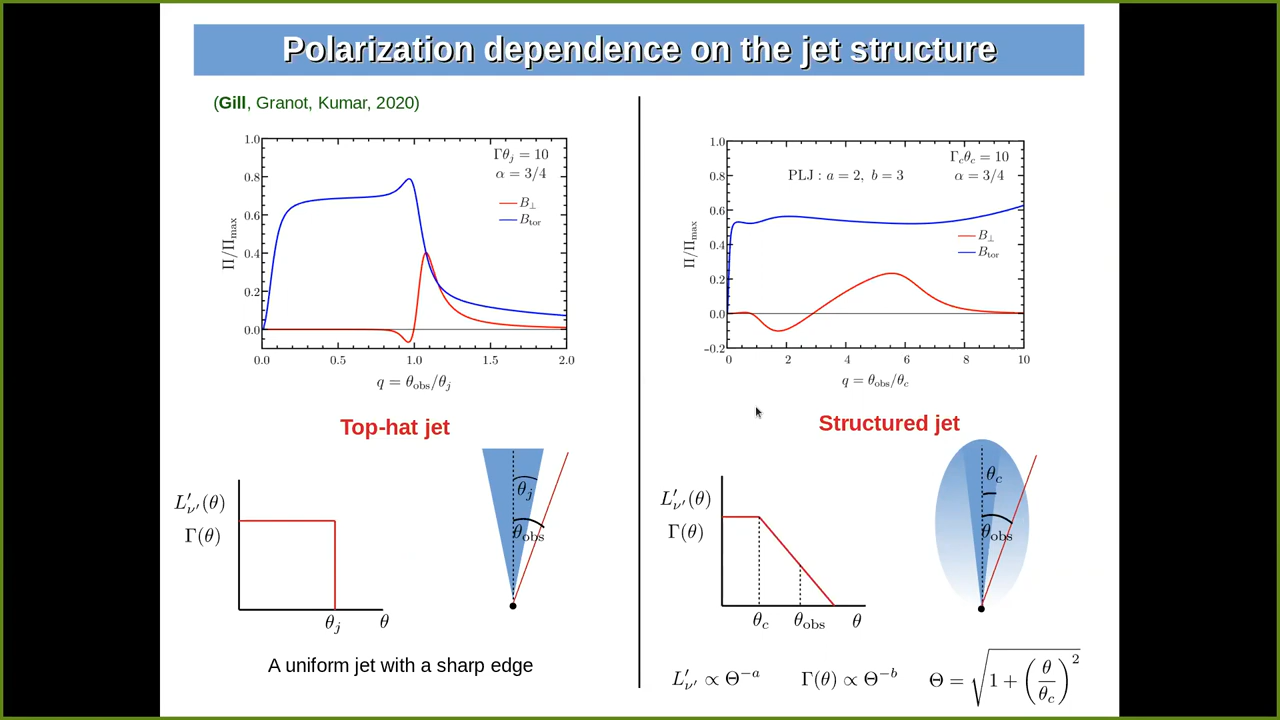 Polarization dependence on the jet structure
(Gill, Granot, Kumar, 2020)
Γθ_j = 10
α = 3/4
B_⊥
B_tor
Π/Π_max
1.0
0.8
0.6
0.4
0.2
0.0
0.0 0.5 1.0 1.5 2.0
q = θ_obs/θ_j
Top-hat jet
L′_ν′(θ)
Γ(θ)
θ_j
θ
θ_j
θ_obs
A uniform jet with a sharp edge
PLJ : a = 2, b = 3
Γ_cθ_c = 10
α = 3/4
B_⊥
B_tor
Π/Π_max
1.0
0.8
0.6
0.4
0.2
0.0
−0.2
0 2 4 6 8 10
q = θ_obs/θ_c
Structured jet
L′_ν′(θ)
Γ(θ)
θ_c
θ_obs
θ
θ_c
θ_obs
L′_ν′ ∝ Θ^−a Γ(θ) ∝ Θ^−b Θ = √(1 + (θ/θ_c)^2)